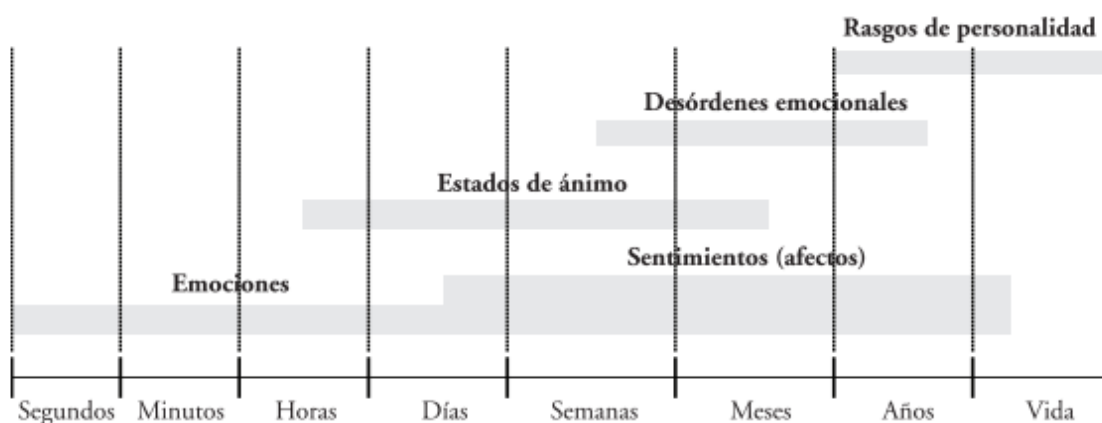 Rasgos de personalidad
Desórdenes emocionales
Estados de ánimo
Sentimientos (afectos)
Emociones
Segundos Minutos Horas Días Semanas Meses Años Vida